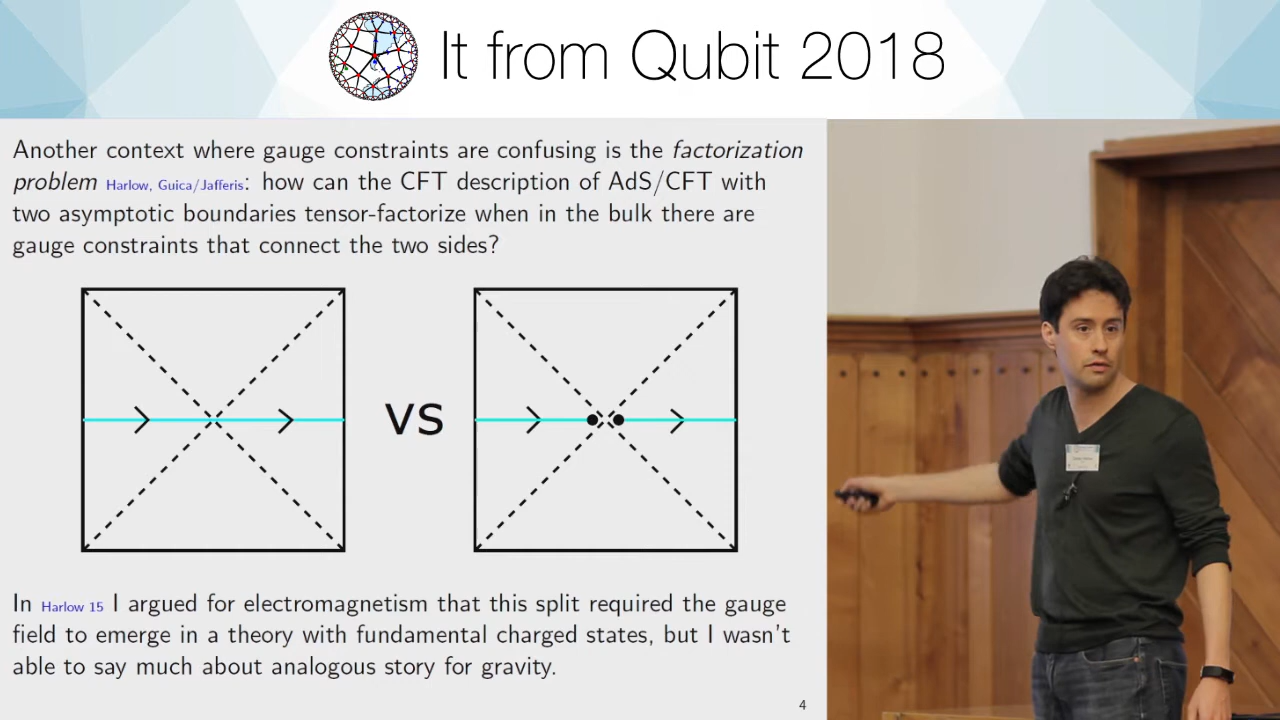 It from Qubit 2018
Another context where gauge constraints are confusing is the factorization
problem Harlow, Guica/Jafferis: how can the CFT description of AdS/CFT with
two asymptotic boundaries tensor-factorize when in the bulk there are
gauge constraints that connect the two sides?
vs
In Harlow 15 I argued for electromagnetism that this split required the gauge
field to emerge in a theory with fundamental charged states, but I wasn't
able to say much about analogous story for gravity.
4